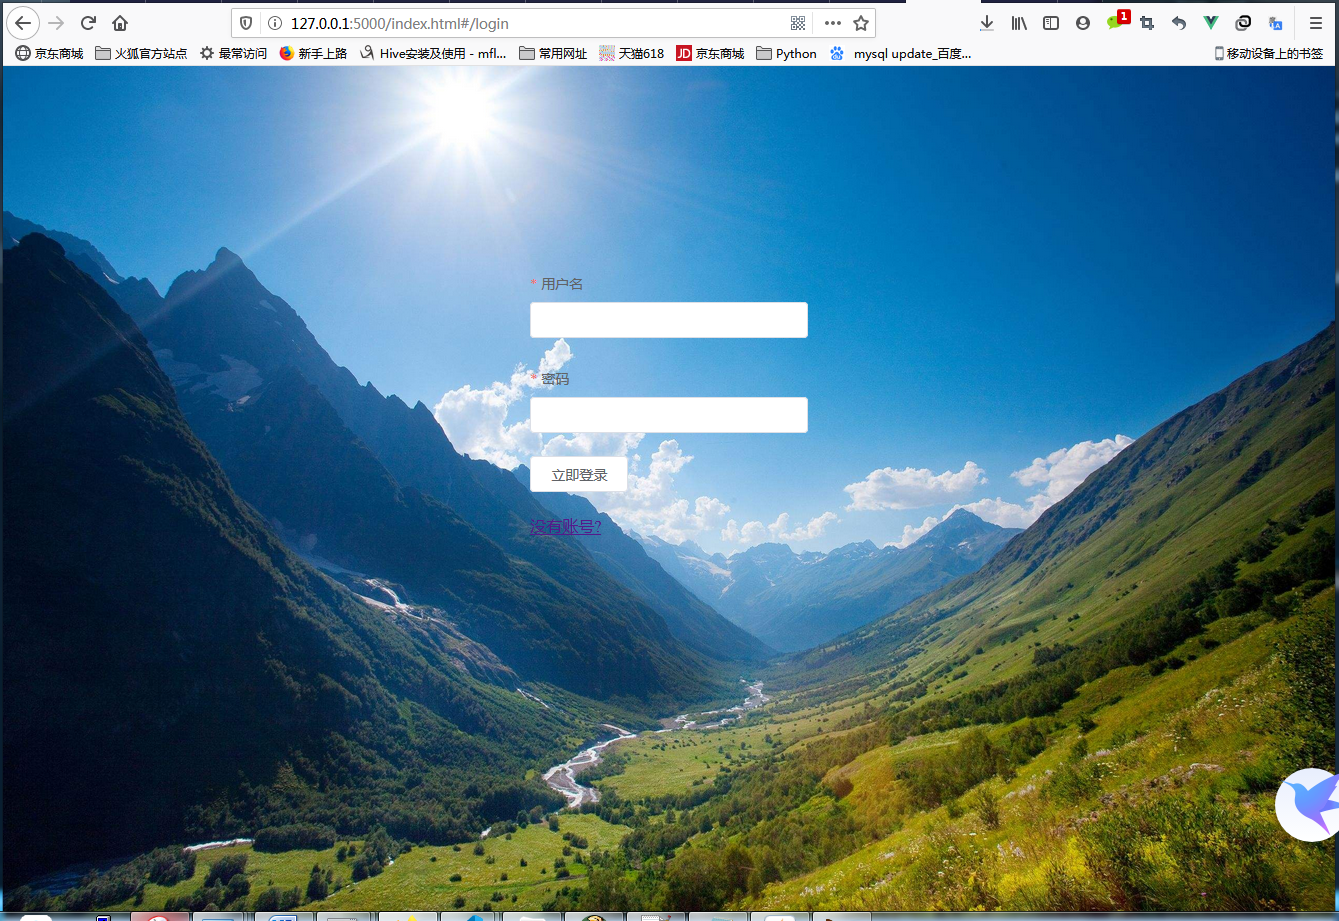 127.0.0.1:5000/index.html#/login
1
京东商城 火狐官方站点 最常访问 新手上路 Hive安装及使用 - mfl... 常用网址 天猫618 JD 京东商城 Python mysql update_百度... 移动设备上的书签
* 用户名
* 密码
立即登录
没有账号?